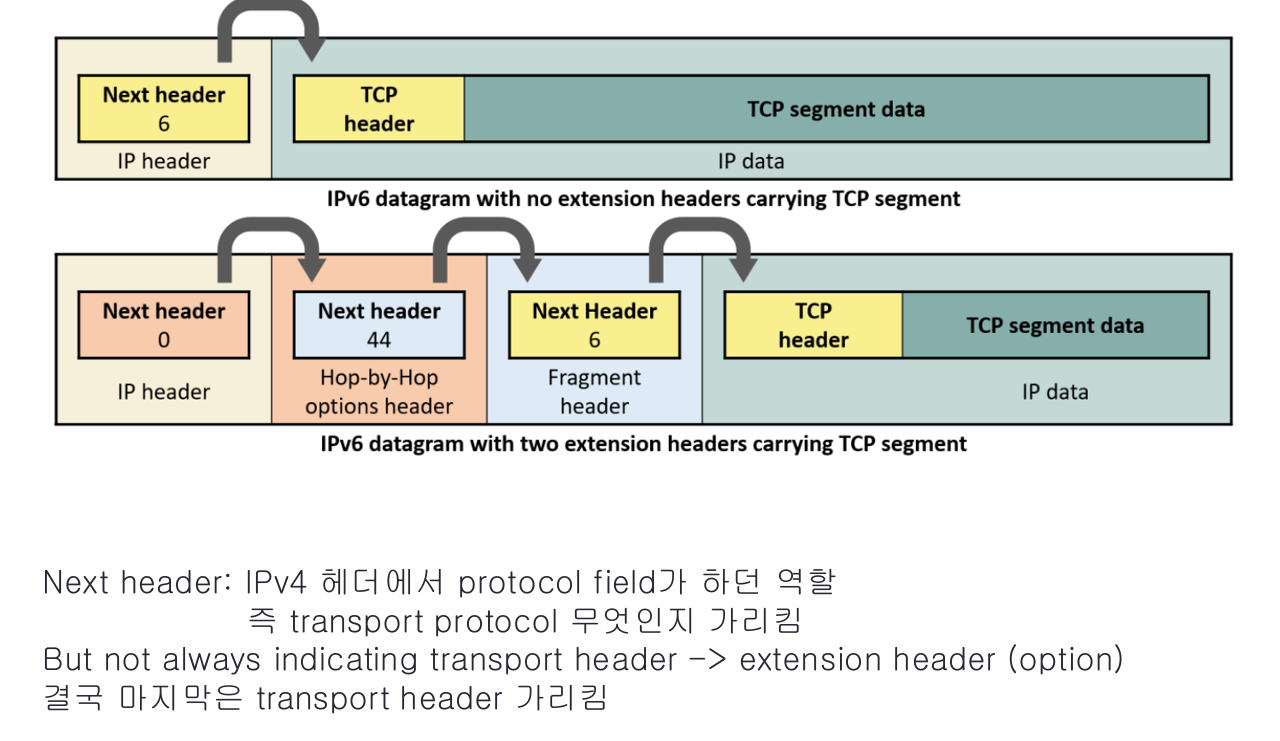 Next header
6
IP header
TCP
header
TCP segment data
IP data
IPv6 datagram with no extension headers carrying TCP segment
Next header
0
IP header
Next header
44
Hop-by-Hop
options header
Next Header
6
Fragment
header
TCP
header
TCP segment data
IP data
IPv6 datagram with two extension headers carrying TCP segment
Next header: IPv4 헤더에서 protocol field가 하던 역할
즉 transport protocol 무엇인지 가리킴
But not always indicating transport header -> extension header (option)
결국 마지막은 transport header 가리킴